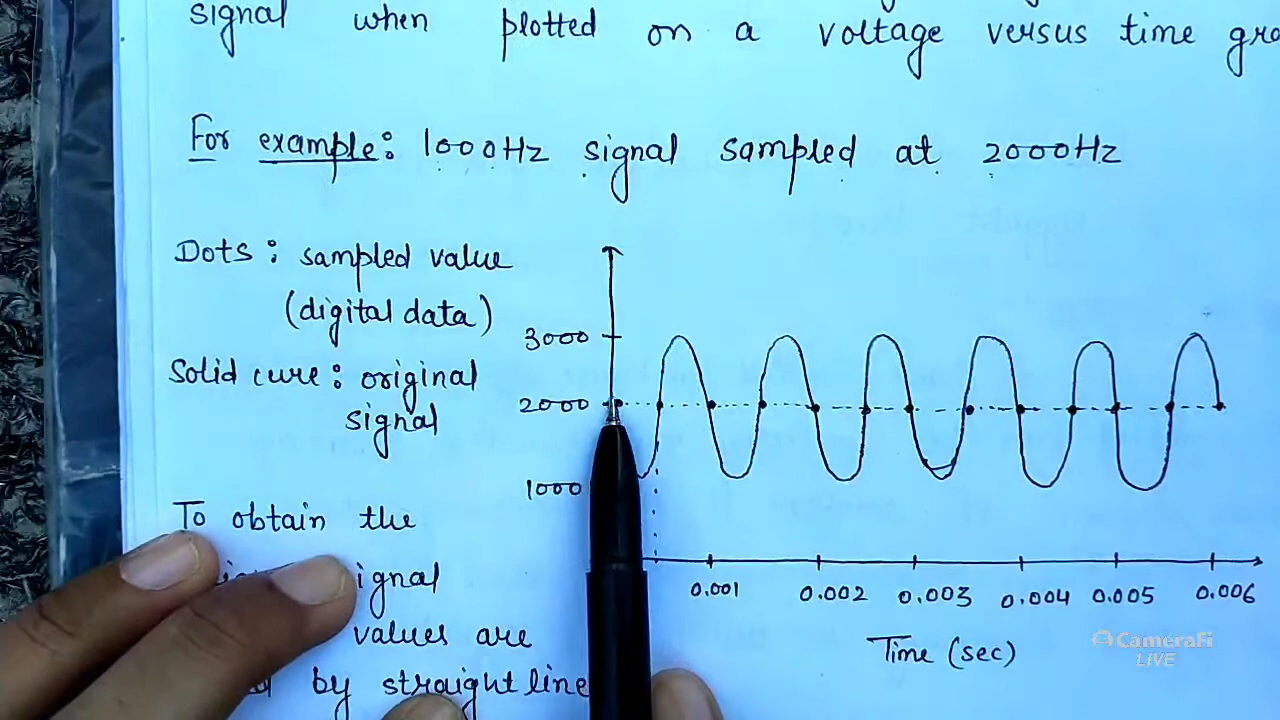 signal when plotted on a voltage versus time gra
For example: 1000Hz signal sampled at 2000Hz
Dots: sampled value
(digital data)
Solid cure: original
signal
To obtain the
ignal
values are
by straight line
3000
2000
1000
0.001 0.002 0.003 0.004 0.005 0.006
Time (sec)
CameraFi
LIVE